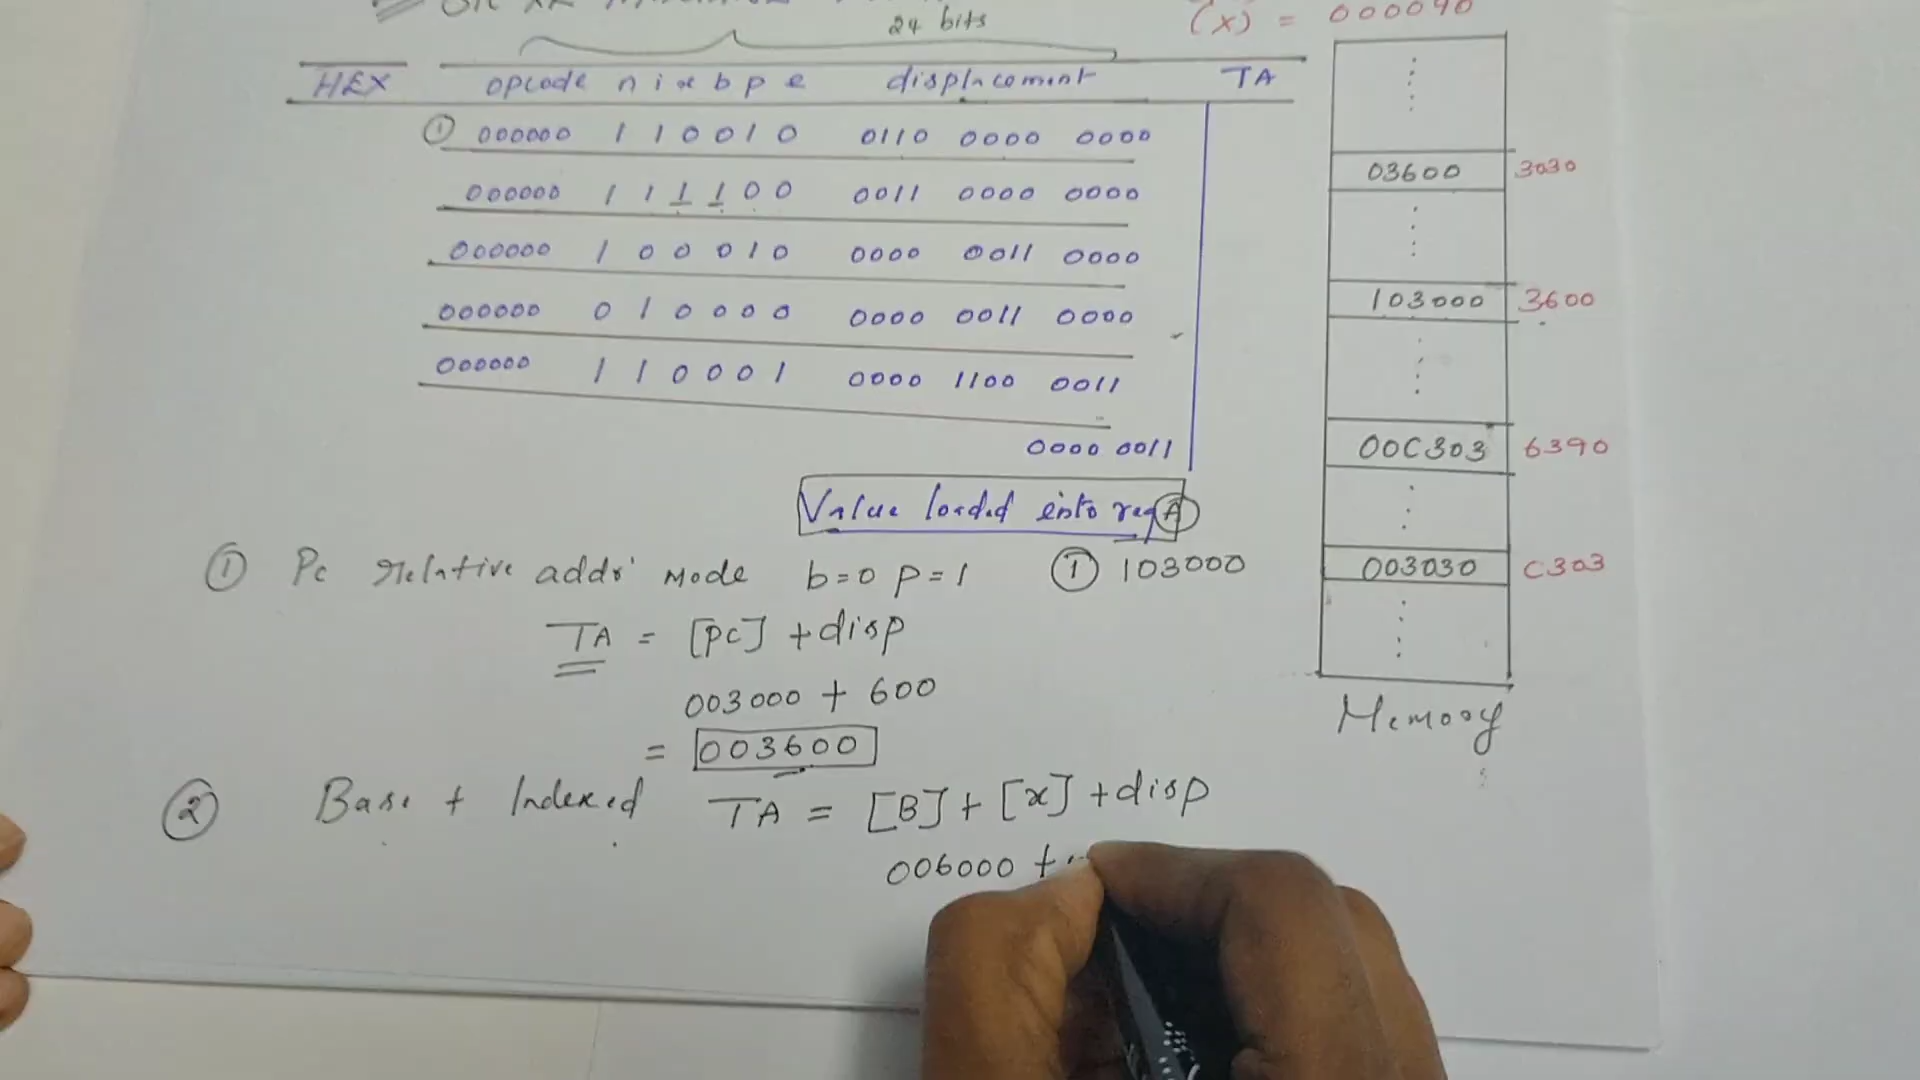 24 bits
(x) = 000090
HEX opcode n i x b p e displacement TA
① 000000 1 1 0 0 1 0 0110 0000 0000
000000 1 1 1 1 0 0 0011 0000 0000
000000 1 0 0 0 1 0 0000 0011 0000
000000 0 1 0 0 0 0 0000 0011 0000
000000 1 1 0 0 0 1 0000 1100 0011
0000 0011
Value loaded into reg A
03600 3030
103000 3600
00C303 6390
003030 C303
Memory
① Pc relative addr' mode b=0 p=1 ① 103000
TA = [PC] + disp
003000 + 600
= 003600
② Base + Indexed TA = [B] + [x] + disp
006000 +